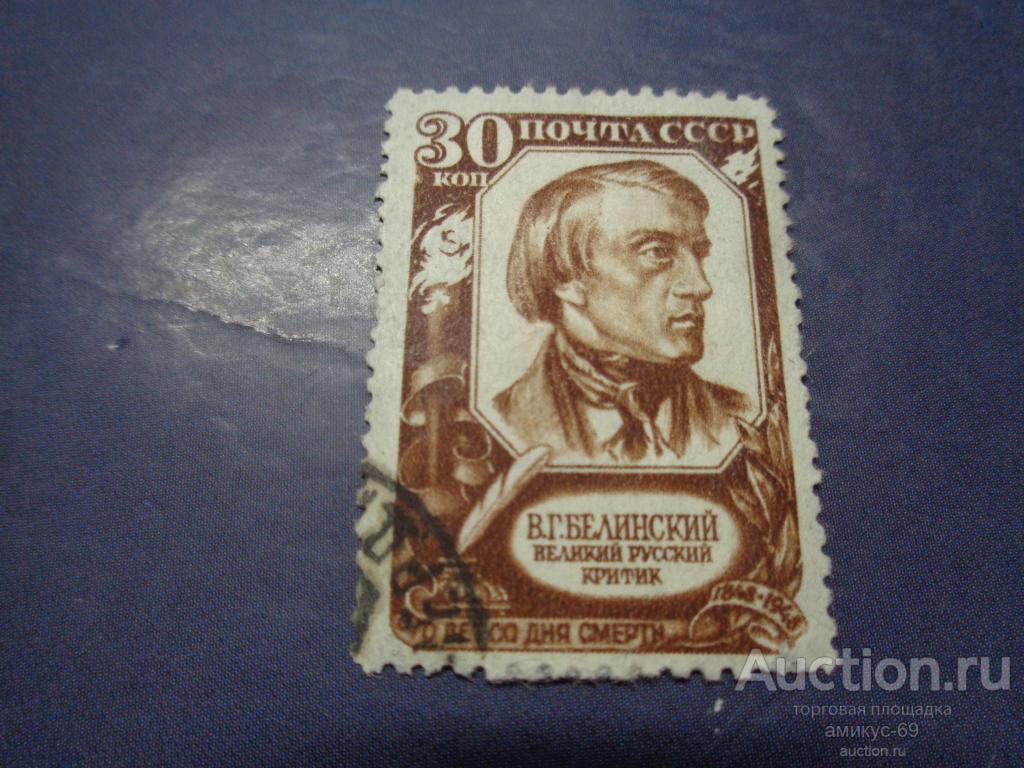 30 ПОЧТА СССР
КОП
В.Г.БЕЛИНСКИЙ
ВЕЛИКИЙ РУССКИЙ
КРИТИК
1848-1948
СО ДНЯ СМЕРТИ
Auction.ru
торговая площадка
амикус-69
auction.ru